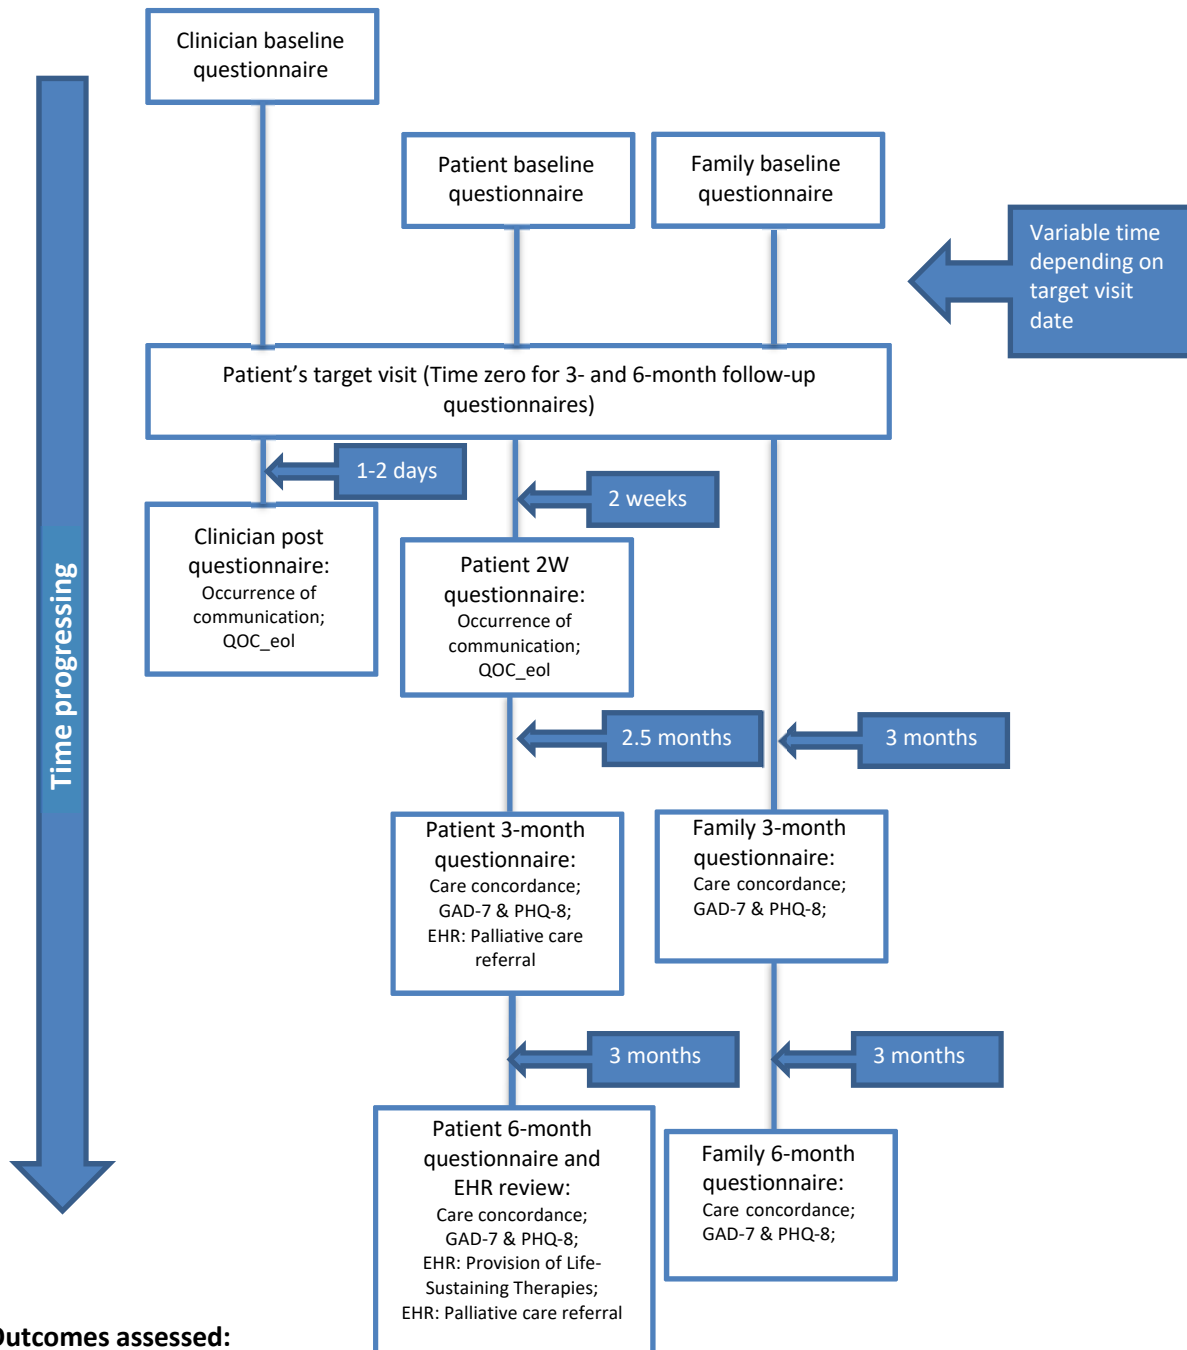 Clinician baseline
questionnaire
Patient baseline
questionnaire
Family baseline
questionnaire
Variable time
depending on
target visit
date
Patient’s target visit (Time zero for 3- and 6-month follow-up
questionnaires)
1-2 days
2 weeks
Clinician post
questionnaire:
Occurrence of
communication;
QOC_eol
Patient 2W
questionnaire:
Occurrence of
communication;
QOC_eol
Time progressing
2.5 months
3 months
Patient 3-month
questionnaire:
Care concordance;
GAD-7 & PHQ-8;
EHR: Palliative care
referral
Family 3-month
questionnaire:
Care concordance;
GAD-7 & PHQ-8;
3 months
3 months
Patient 6-month
questionnaire and
EHR review:
Care concordance;
GAD-7 & PHQ-8;
EHR: Provision of Life-
Sustaining Therapies;
EHR: Palliative care referral
Family 6-month
questionnaire:
Care concordance;
GAD-7 & PHQ-8;
Outcomes assessed: